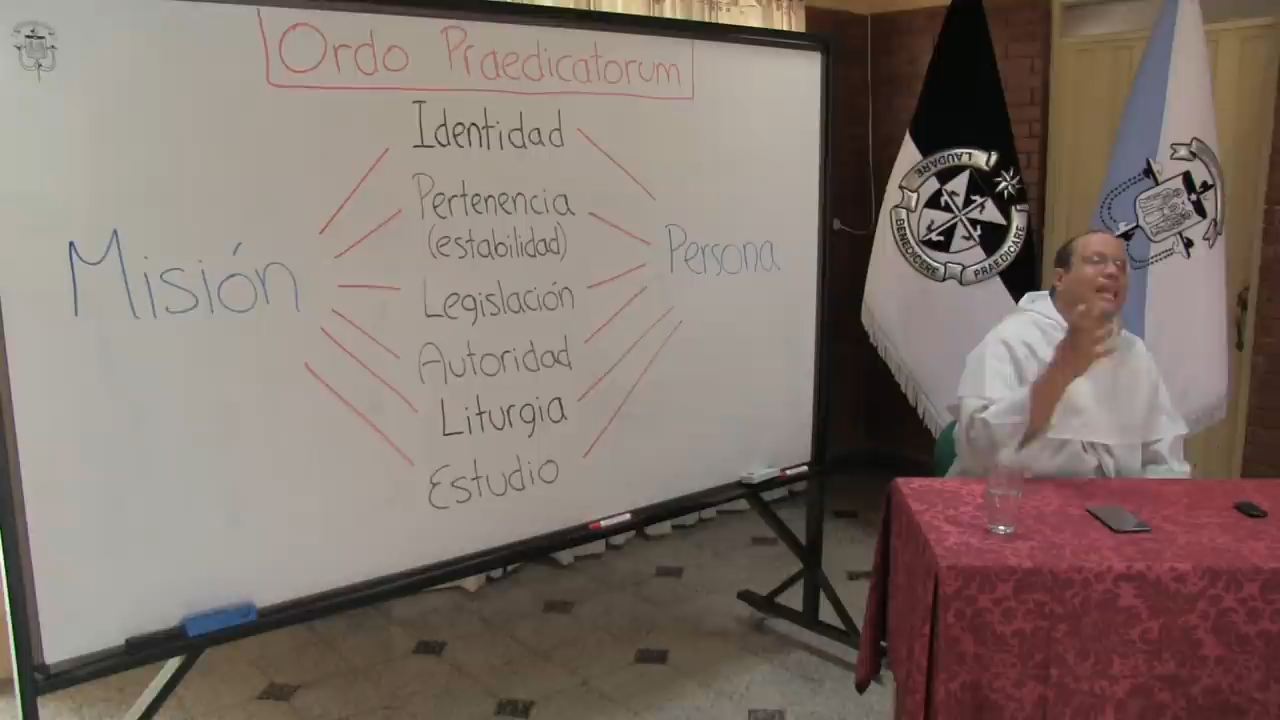 Ordo Praedicatorum
Identidad
Pertenencia
(estabilidad)
Legislación
Autoridad
Liturgia
Estudio
Misión
Persona
LAUDARE
BENEDICERE
PRAEDICARE